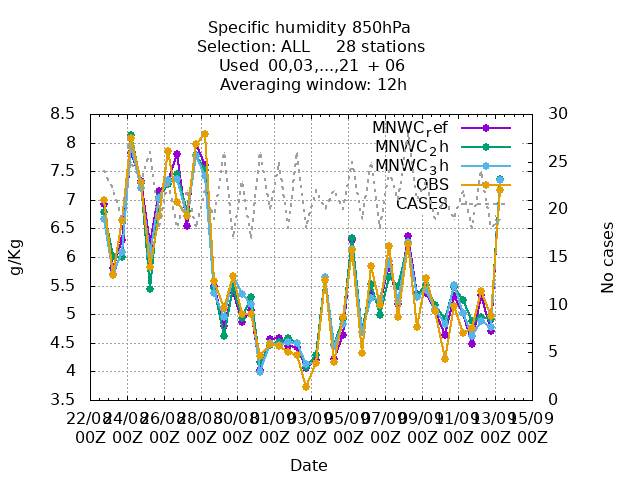 Specific humidity 850hPa
Selection: ALL 28 stations
Used 00,03,...,21 + 06
Averaging window: 12h
8.5
8
7.5
7
6.5
6
5.5
5
4.5
4
3.5
g/Kg
30
25
20
15
10
5
0
No cases
MNWCref
MNWC2h
MNWC3h
OBS
CASES
22/08 24/08 26/08 28/08 30/08 01/09 03/09 05/09 07/09 09/09 11/09 13/09 15/09
00Z 00Z 00Z 00Z 00Z 00Z 00Z 00Z 00Z 00Z 00Z 00Z 00Z
Date